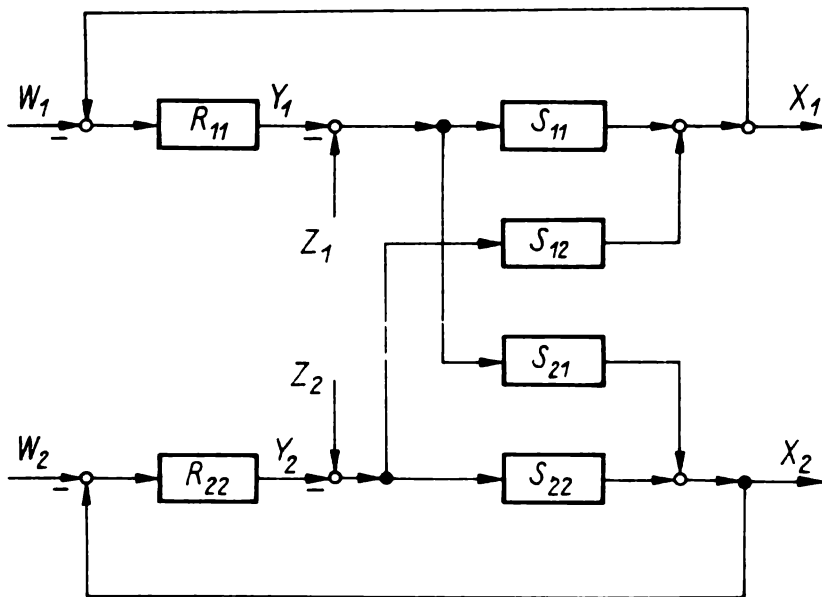 W₁ – R₁₁ Y₁ – S₁₁ X₁
Z₁ S₁₂
Z₂ S₂₁
W₂ – R₂₂ Y₂ – S₂₂ X₂